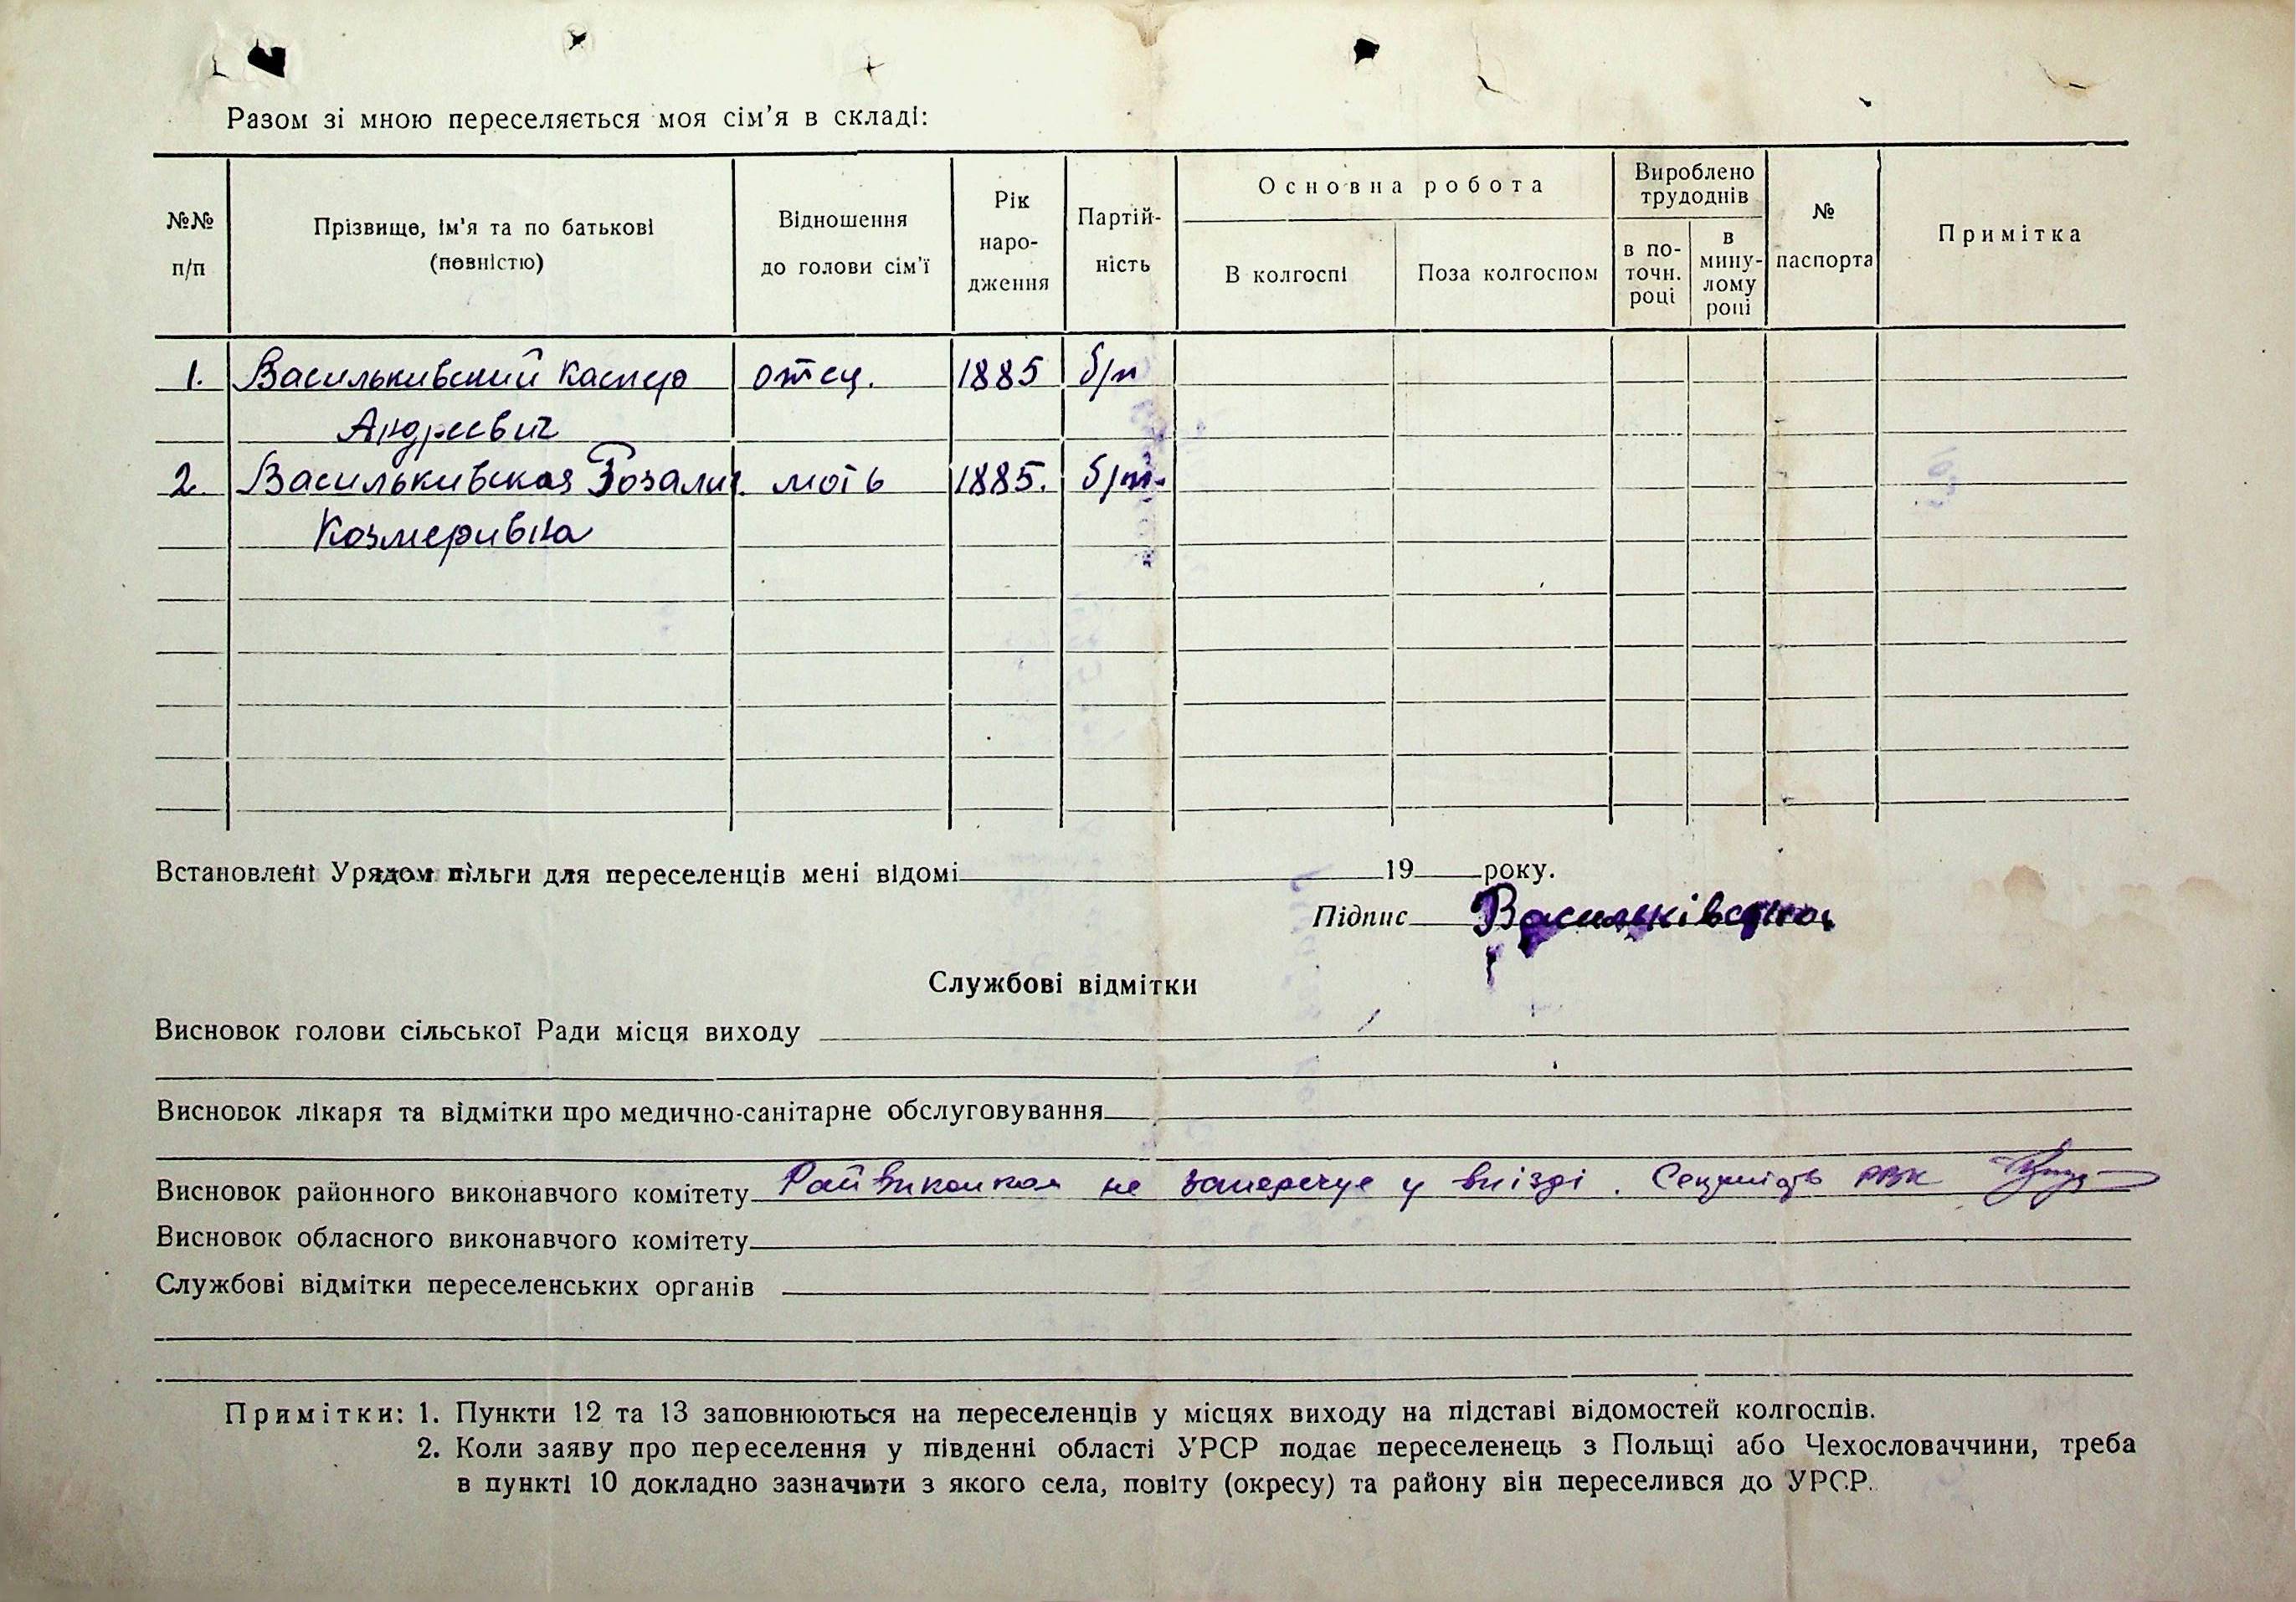 Разом зі мною переселяється моя сім'я в складі:
№№ п/п
Прізвище, ім'я та по батькові (повністю)
Відношення до голови сім'ї
Рік народження
Партійність
Основна робота
В колгоспі
Поза колгоспом
Вироблено трудоднів
в поточн. році
в минулому році
№ паспорта
Примітка
1. Васильківский Каспер отец. 1885 б/п
Андреевич
2. Васильківская Розалия мать 1885. б/п.
Козмерівна
Встановлені Урядом пільги для переселенців мені відомі 19 року.
Підпис Васильківська
Службові відмітки
Висновок голови сільської Ради місця виходу
Висновок лікаря та відмітки про медично-санітарне обслуговування
Висновок районного виконавчого комітету Райвиконком не заперечує у виїзді. Секретарь РВК
Висновок обласного виконавчого комітету
Службові відмітки переселенських органів
Примітки: 1. Пункти 12 та 13 заповнюються на переселенців у місцях виходу на підставі відомостей колгоспів.
2. Коли заяву про переселення у південні області УРСР подає переселенець з Польщі або Чехословаччини, треба
в пункті 10 докладно зазначити з якого села, повіту (окресу) та району він переселився до УРСР.